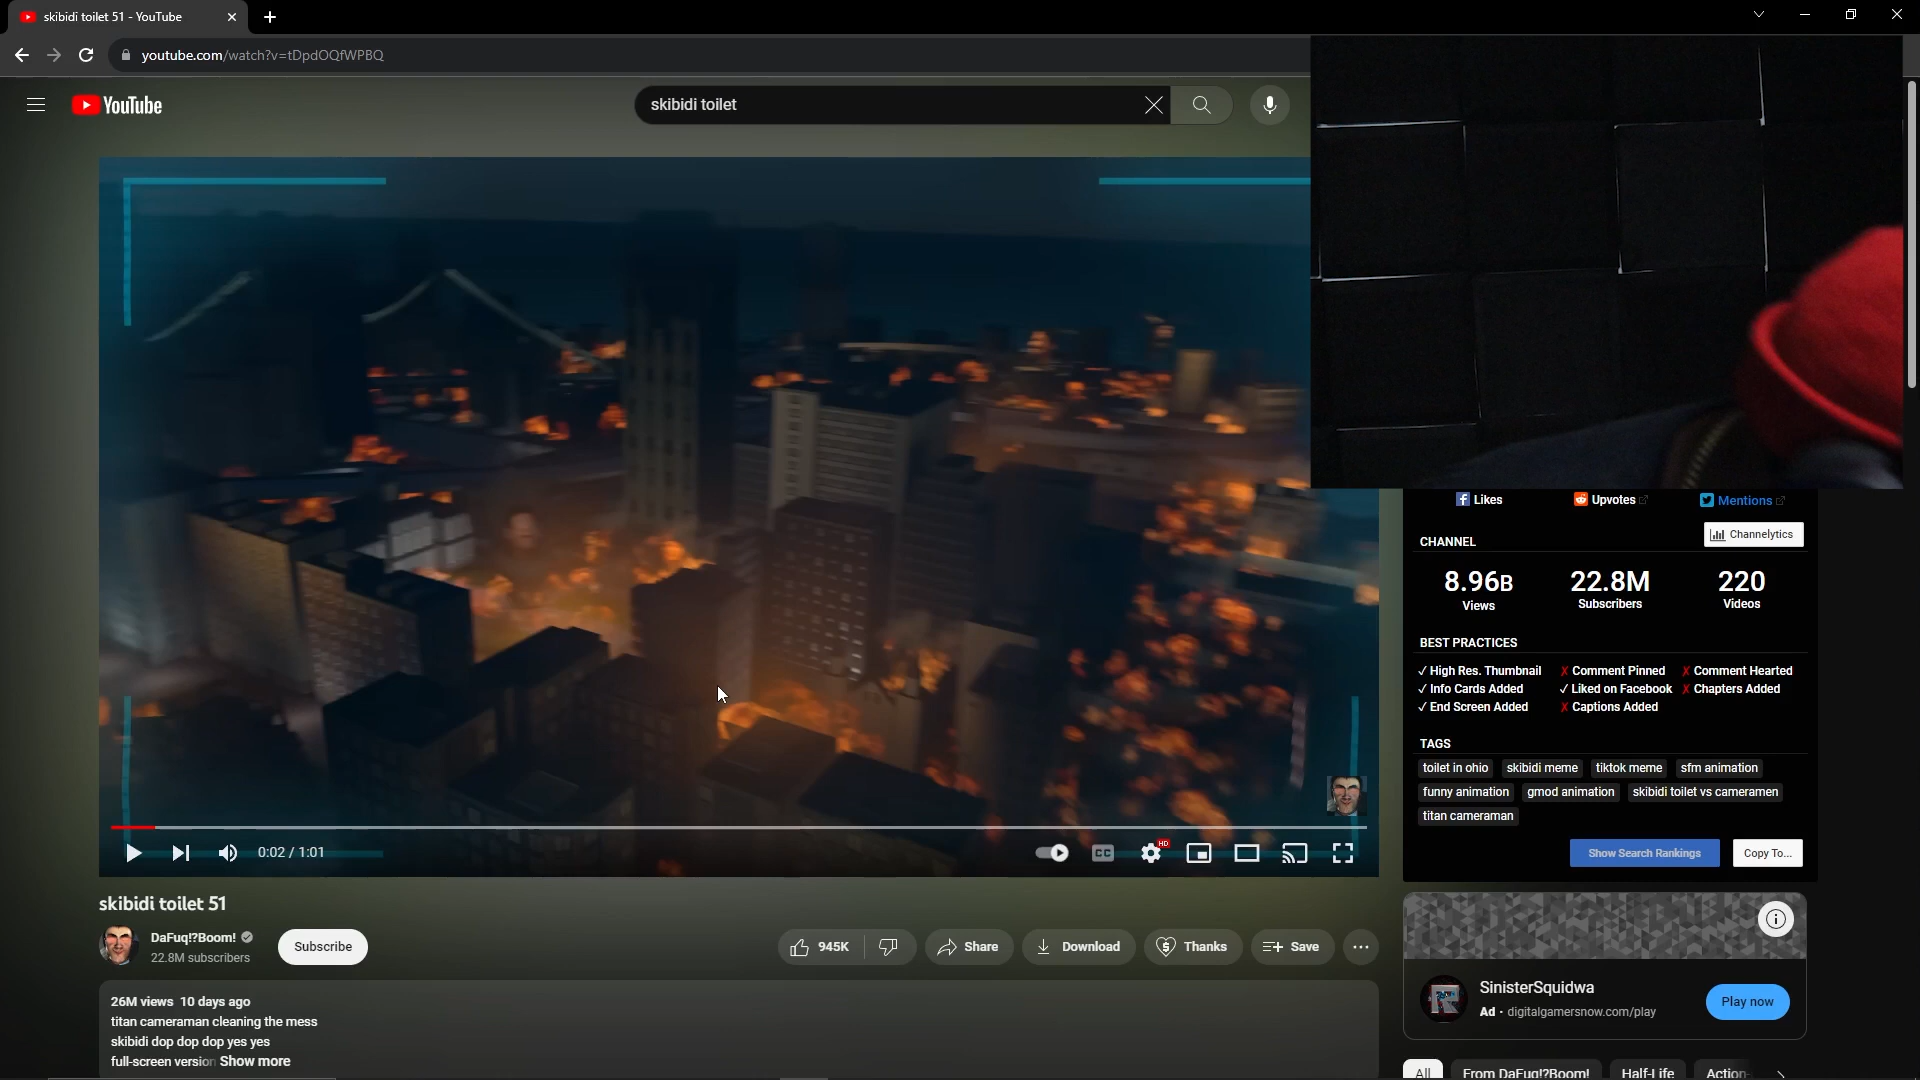 skibidi toilet 51 - YouTube
youtube.com/watch?v=tDpdOQfWPBQ
YouTube
skibidi toilet
Likes
Upvotes
Mentions
CHANNEL
Channelytics
8.96B
22.8M
220
Views
Subscribers
Videos
BEST PRACTICES
✓ High Res. Thumbnail
✗ Comment Pinned
✗ Comment Hearted
✓ Info Cards Added
✓ Liked on Facebook
✗ Chapters Added
✓ End Screen Added
✗ Captions Added
TAGS
toilet in ohio
skibidi meme
tiktok meme
sfm animation
funny animation
gmod animation
skibidi toilet vs cameramen
titan cameraman
Show Search Rankings
Copy To...
0:02 / 1:01
CC
HD
skibidi toilet 51
DaFuq!?Boom!
22.8M subscribers
Subscribe
945K
Share
Download
Thanks
Save
26M views 10 days ago
titan cameraman cleaning the mess
skibidi dop dop dop yes yes
full-screen version Show more
SinisterSquidwa
Ad · digitalgamersnow.com/play
Play now
All
From DaFuq!?Boom!
Half-Life
Action-